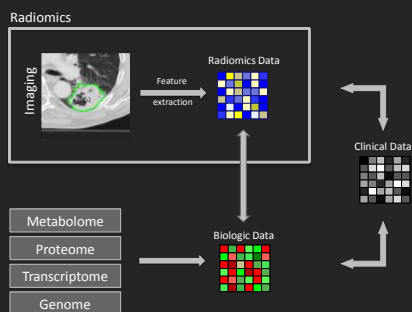 Radiomics
Imaging
Feature
extraction
Radiomics Data
Clinical Data
Metabolome
Proteome
Transcriptome
Genome
Biologic Data